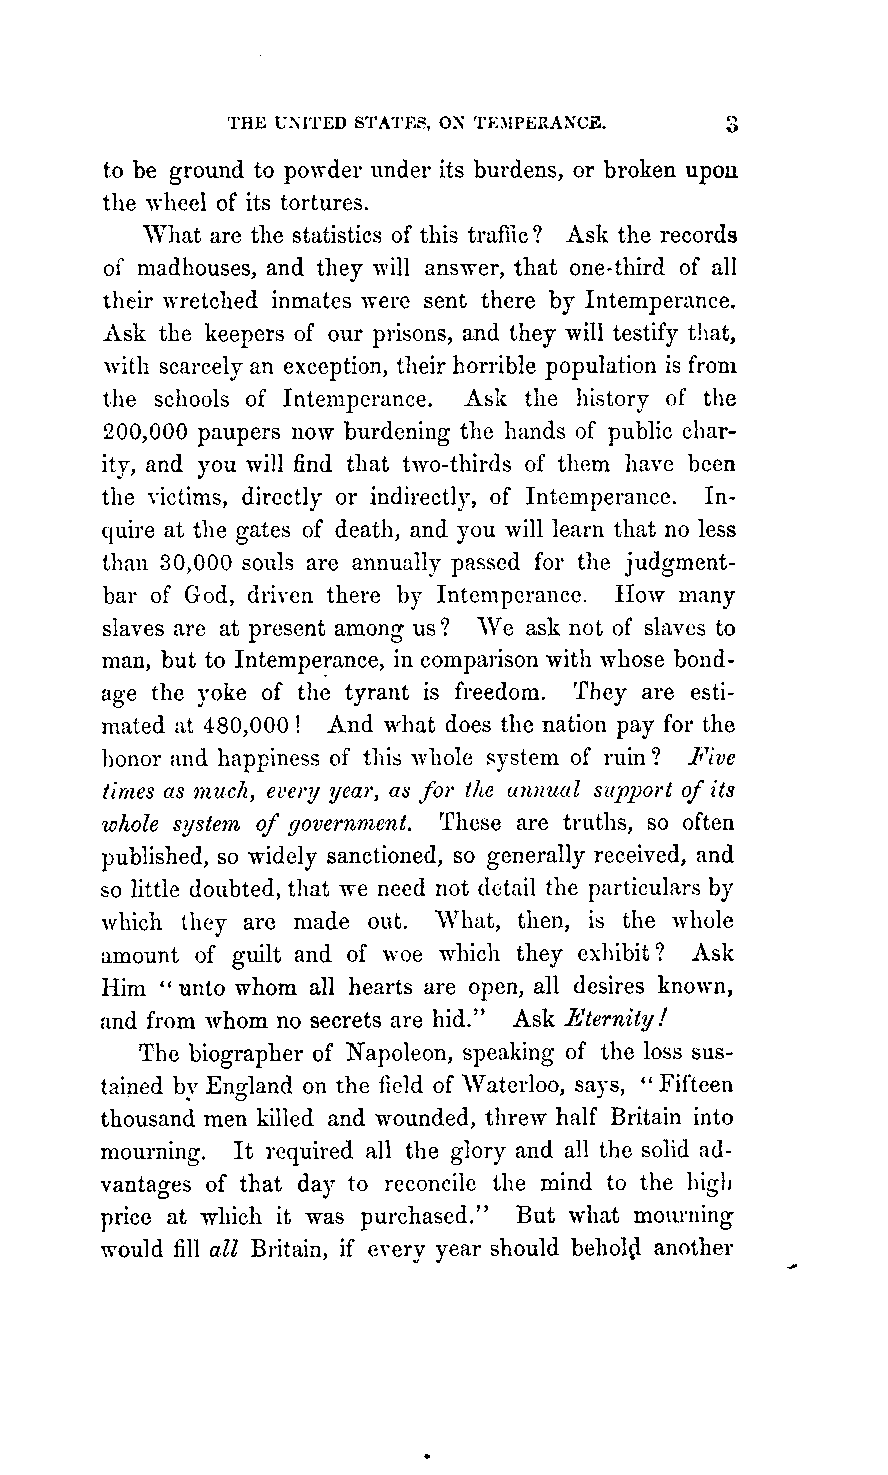 THE UNITED STATES, ON TEMPERANCE. 3
to be ground to powder under its burdens, or broken upon
the wheel of its tortures.
What are the statistics of this traffic? Ask the records
of madhouses, and they will answer, that one-third of all
their wretched inmates were sent there by Intemperance.
Ask the keepers of our prisons, and they will testify that,
with scarcely an exception, their horrible population is from
the schools of Intemperance. Ask the history of the
200,000 paupers now burdening the hands of public char-
ity, and you will find that two-thirds of them have been
the victims, directly or indirectly, of Intemperance. In-
quire at the gates of death, and you will learn that no less
than 30,000 souls are annually passed for the judgment-
bar of God, driven there by Intemperance. How many
slaves are at present among us? We ask not of slaves to
man, but to Intemperance, in comparison with whose bond-
age the yoke of the tyrant is freedom. They are esti-
mated at 480,000! And what does the nation pay for the
honor and happiness of this whole system of ruin? Five
times as much, every year, as for the annual support of its
whole system of government. These are truths, so often
published, so widely sanctioned, so generally received, and
so little doubted, that we need not detail the particulars by
which they are made out. What, then, is the whole
amount of guilt and of woe which they exhibit? Ask
Him "unto whom all hearts are open, all desires known,
and from whom no secrets are hid." Ask Eternity!
The biographer of Napoleon, speaking of the loss sus-
tained by England on the field of Waterloo, says, "Fifteen
thousand men killed and wounded, threw half Britain into
mourning. It required all the glory and all the solid ad-
vantages of that day to reconcile the mind to the high
price at which it was purchased." But what mourning
would fill all Britain, if every year should behold another